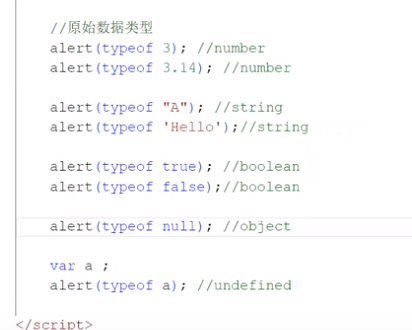 //原始数据类型
alert(typeof 3); //number
alert(typeof 3.14); //number
alert(typeof "A"); //string
alert(typeof 'Hello');//string
alert(typeof true); //boolean
alert(typeof false);//boolean
alert(typeof null); //object
var a ;
alert(typeof a); //undefined
</script>